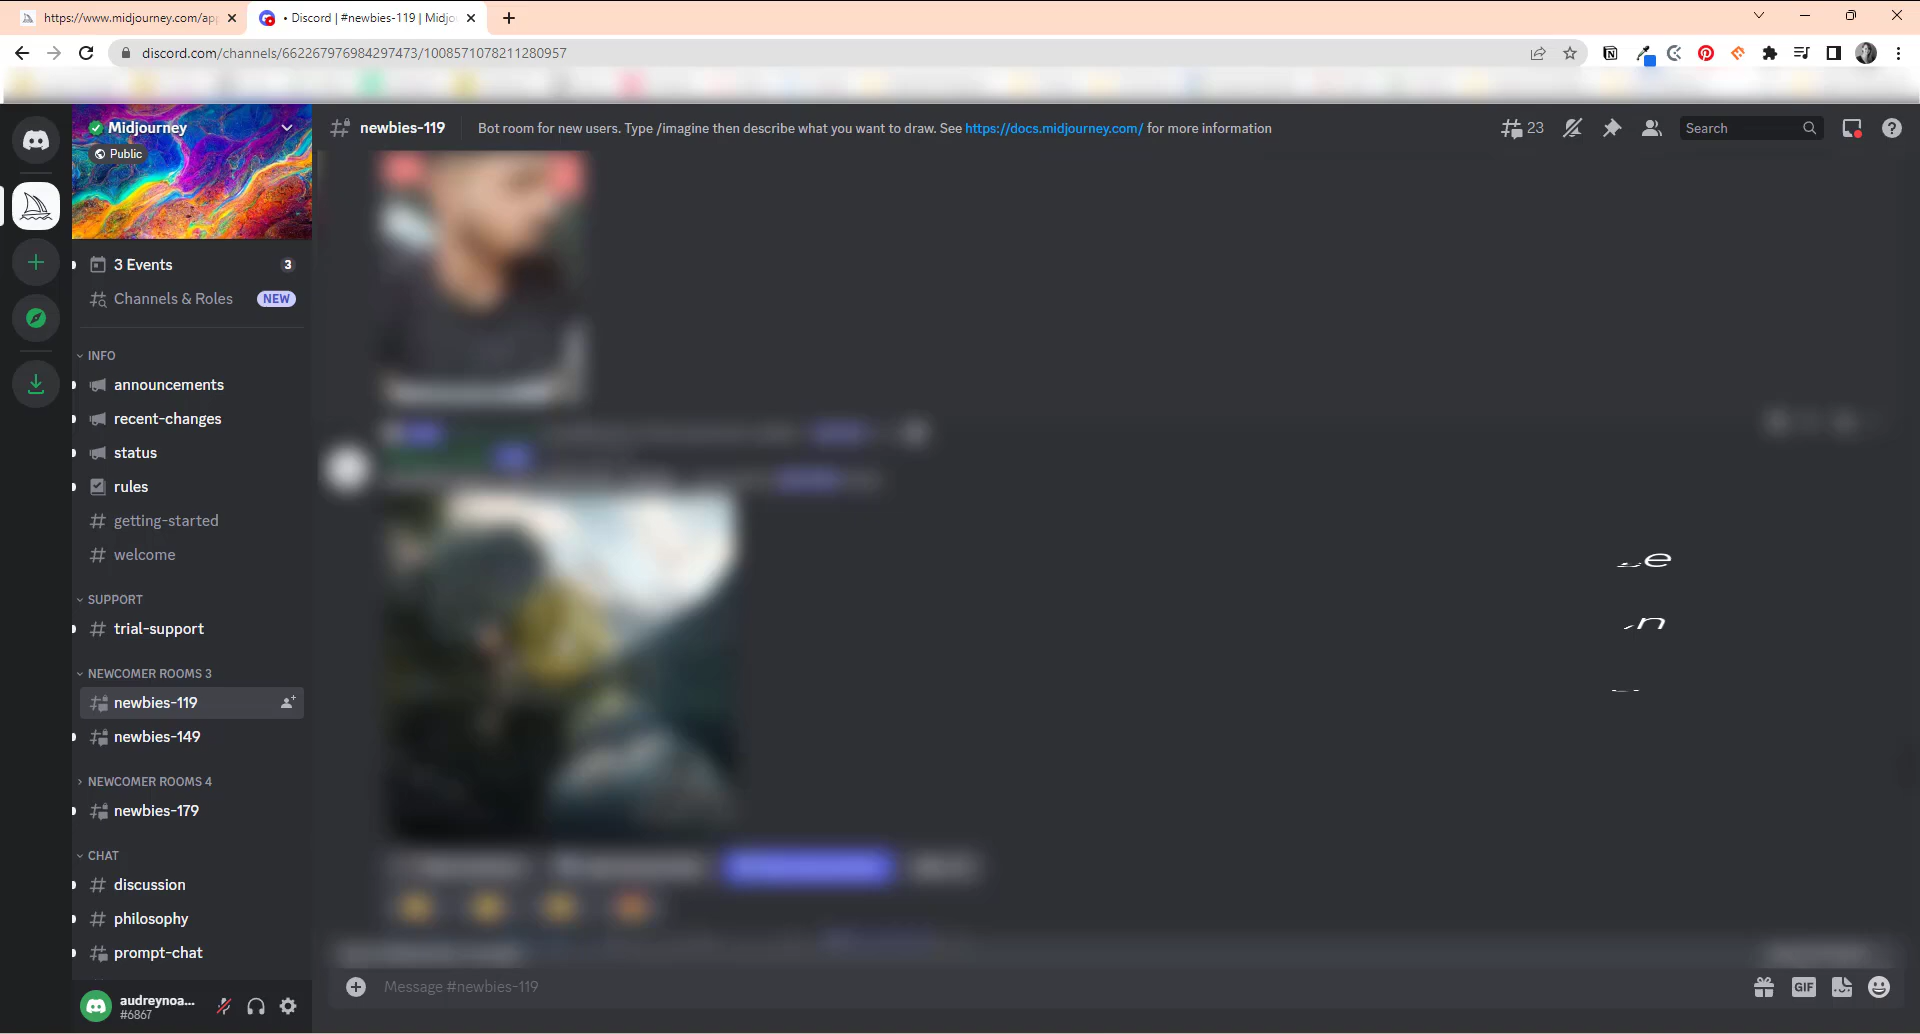 https://www.midjourney.com/app
• Discord | #newbies-119 | Midjo
discord.com/channels/662267976984297473/1008571078211280957
Midjourney
Public
3 Events
3
Channels & Roles
NEW
INFO
announcements
recent-changes
status
rules
getting-started
welcome
SUPPORT
trial-support
NEWCOMER ROOMS 3
newbies-119
newbies-149
NEWCOMER ROOMS 4
newbies-179
CHAT
discussion
philosophy
prompt-chat
audreynoa...
#6867
newbies-119
Bot room for new users. Type /imagine then describe what you want to draw. See https://docs.midjourney.com/ for more information
23
Search
e
n
Message #newbies-119
GIF